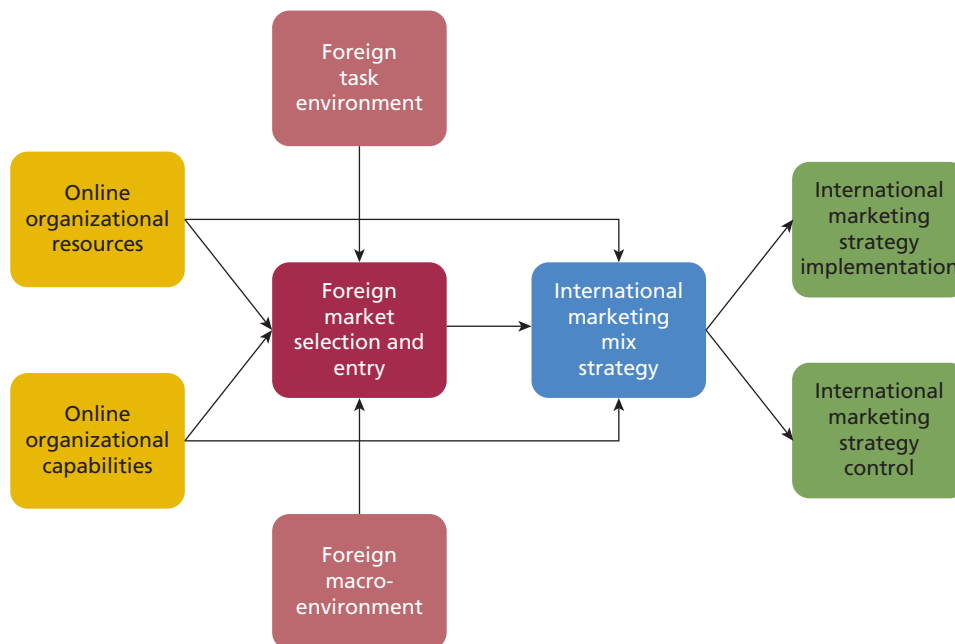 Foreign
task
environment
Online
organizational
resources
International
marketing
strategy
implementation
Foreign
market
selection and
entry
International
marketing
mix
strategy
Online
organizational
capabilities
International
marketing
strategy
control
Foreign
macro-
environment